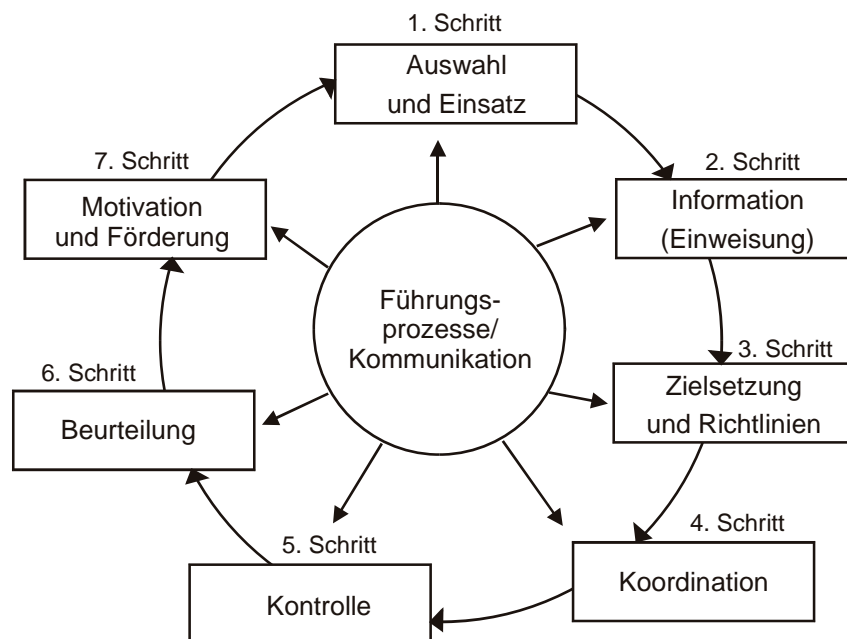 1. Schritt
Auswahl
und Einsatz
2. Schritt
Information
(Einweisung)
3. Schritt
Zielsetzung
und Richtlinien
4. Schritt
Koordination
5. Schritt
Kontrolle
6. Schritt
Beurteilung
7. Schritt
Motivation
und Förderung
Führungs-
prozesse/
Kommunikation